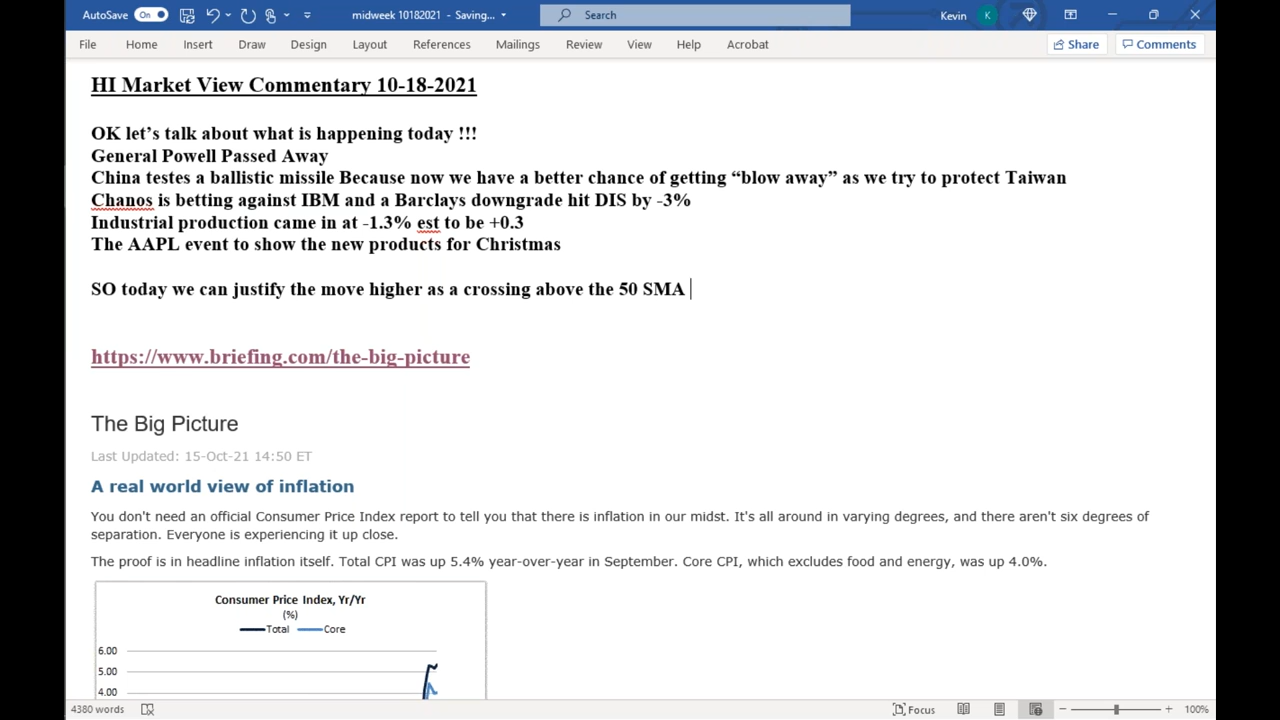 AutoSave On midweek 10182021 - Saving... Search Kevin K
File Home Insert Draw Design Layout References Mailings Review View Help Acrobat Share Comments
HI Market View Commentary 10-18-2021
OK let’s talk about what is happening today !!!
General Powell Passed Away
China testes a ballistic missile Because now we have a better chance of getting “blow away” as we try to protect Taiwan
Chanos is betting against IBM and a Barclays downgrade hit DIS by -3%
Industrial production came in at -1.3% est to be +0.3
The AAPL event to show the new products for Christmas
SO today we can justify the move higher as a crossing above the 50 SMA
https://www.briefing.com/the-big-picture
The Big Picture
Last Updated: 15-Oct-21 14:50 ET
A real world view of inflation
You don't need an official Consumer Price Index report to tell you that there is inflation in our midst. It's all around in varying degrees, and there aren't six degrees of
separation. Everyone is experiencing it up close.
The proof is in headline inflation itself. Total CPI was up 5.4% year-over-year in September. Core CPI, which excludes food and energy, was up 4.0%.
Consumer Price Index, Yr/Yr
(%)
Total Core
6.00
5.00
4.00
4380 words Focus 100%